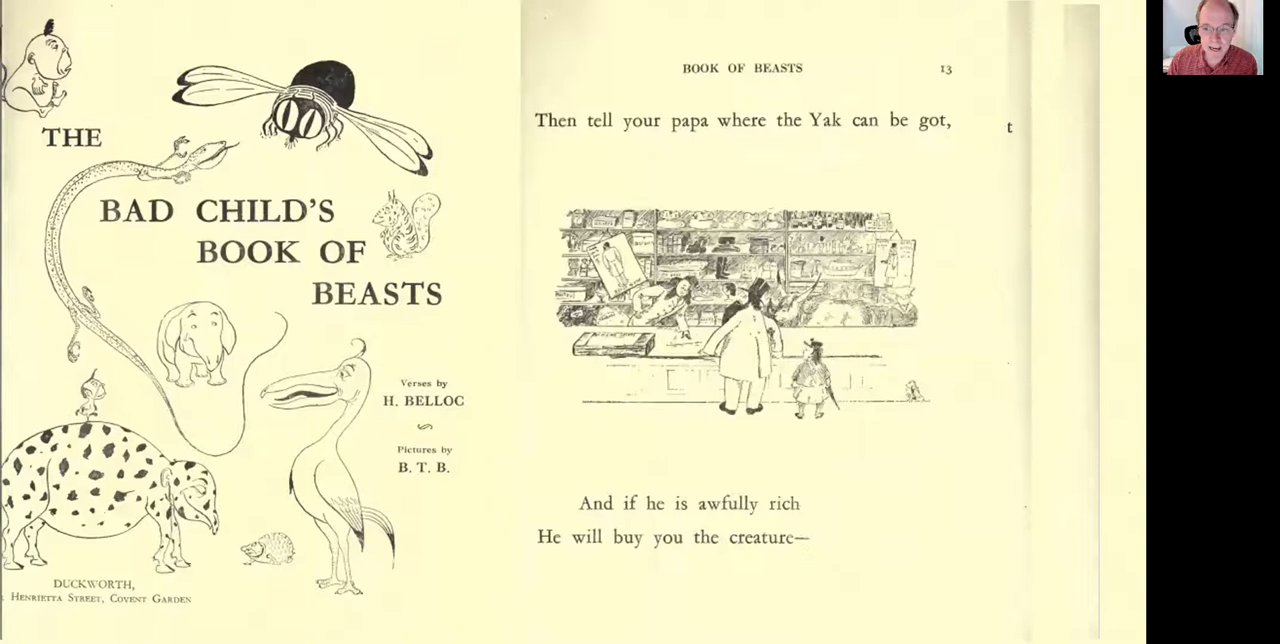 THE
BAD CHILD'S
BOOK OF
BEASTS
Verses by
H. BELLOC
Pictures by
B. T. B.
DUCKWORTH,
HENRIETTA STREET, COVENT GARDEN
BOOK OF BEASTS 13
Then tell your papa where the Yak can be got,
t
And if he is awfully rich
He will buy you the creature—